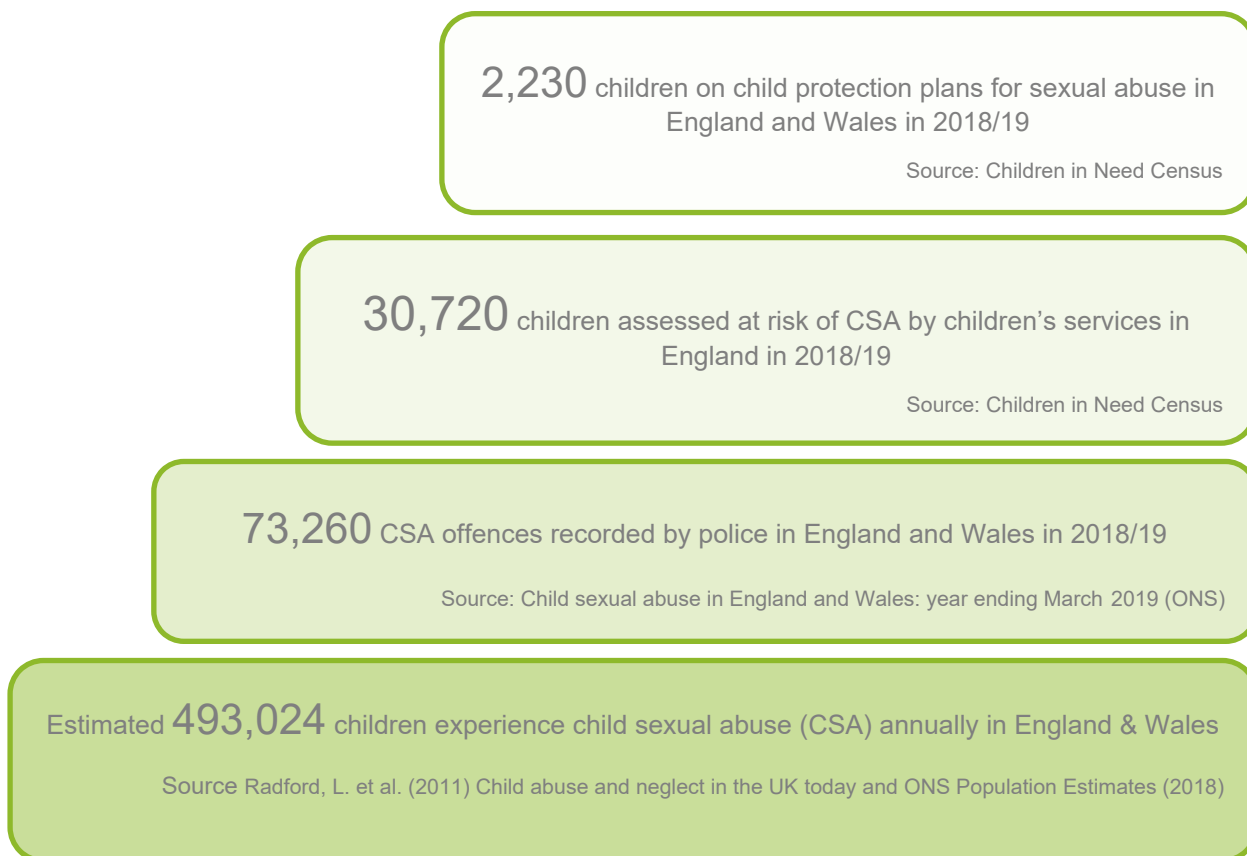 2,230 children on child protection plans for sexual abuse in
England and Wales in 2018/19
Source: Children in Need Census
30,720 children assessed at risk of CSA by children’s services in
England in 2018/19
Source: Children in Need Census
73,260 CSA offences recorded by police in England and Wales in 2018/19
Source: Child sexual abuse in England and Wales: year ending March 2019 (ONS)
Estimated 493,024 children experience child sexual abuse (CSA) annually in England & Wales
Source Radford, L. et al. (2011) Child abuse and neglect in the UK today and ONS Population Estimates (2018)